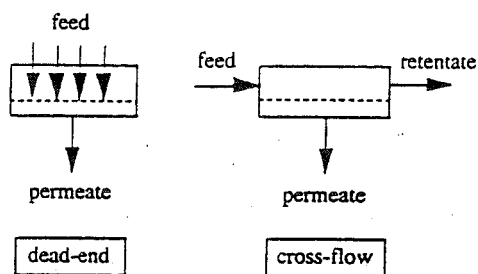 feed
permeate
dead-end
feed
retentate
permeate
cross-flow